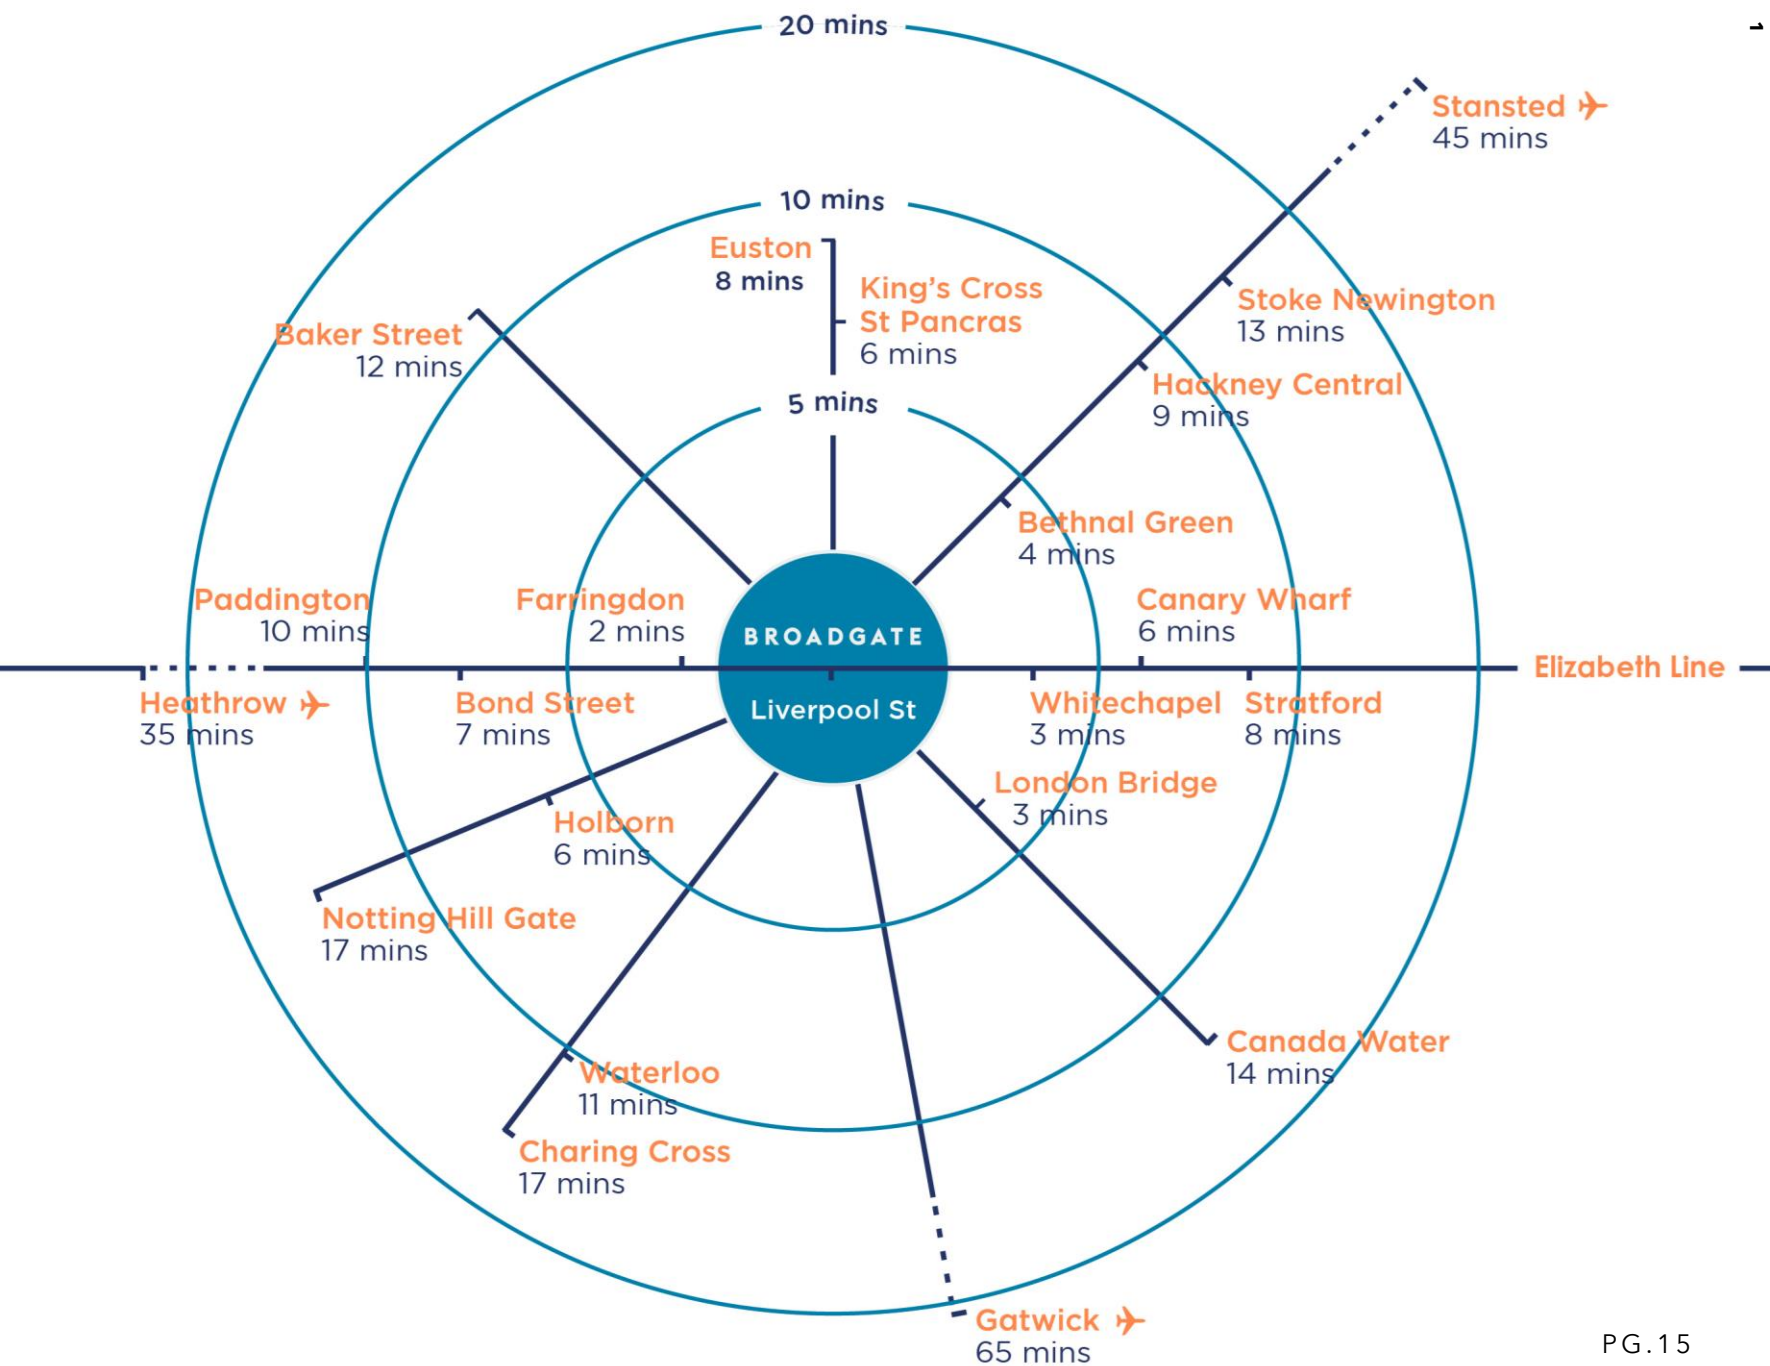 20 mins
1
Stansted
45 mins
10 mins
Euston
8 mins
King's Cross
St Pancras
6 mins
Stoke Newington
13 mins
Baker Street
12 mins
Hackney Central
9 mins
5 mins
Bethnal Green
4 mins
Paddington
10 mins
Farringdon
2 mins
BROADGATE
Liverpool St
Canary Wharf
6 mins
Elizabeth Line
Heathrow
35 mins
Bond Street
7 mins
Whitechapel
3 mins
Stratford
8 mins
London Bridge
3 mins
Holborn
6 mins
Notting Hill Gate
17 mins
Canada Water
14 mins
Waterloo
11 mins
Charing Cross
17 mins
Gatwick
65 mins
PG.15